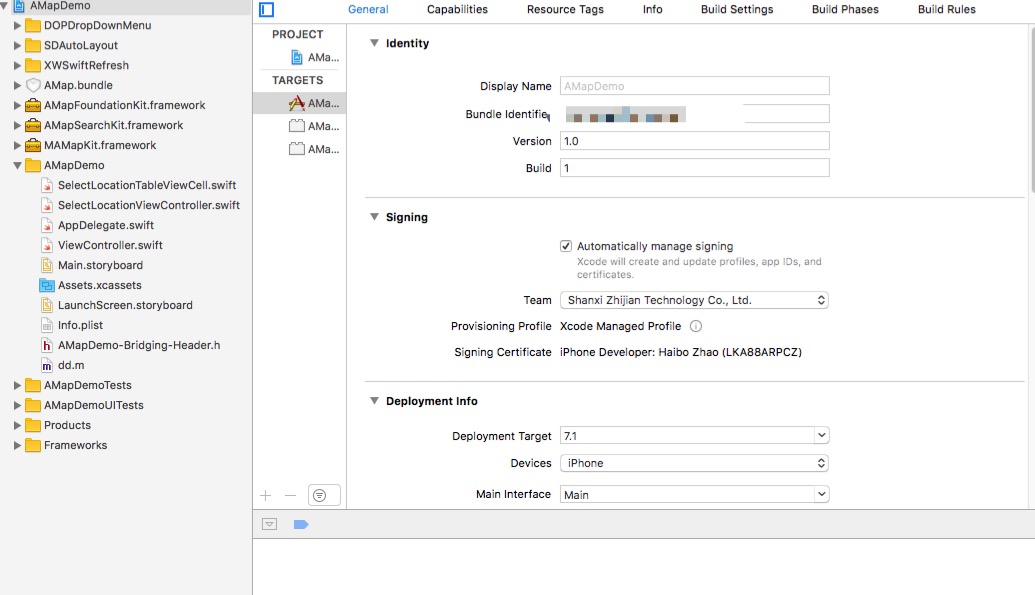 AMapDemo
DOPDropDownMenu
SDAutoLayout
XWSwiftRefresh
AMap.bundle
AMapFoundationKit.framework
AMapSearchKit.framework
MAMapKit.framework
AMapDemo
SelectLocationTableViewCell.swift
SelectLocationViewController.swift
AppDelegate.swift
ViewController.swift
Main.storyboard
Assets.xcassets
LaunchScreen.storyboard
Info.plist
AMapDemo-Bridging-Header.h
dd.m
AMapDemoTests
AMapDemoUITests
Products
Frameworks
General Capabilities Resource Tags Info Build Settings Build Phases Build Rules
PROJECT
AMa...
TARGETS
AMa...
AMa...
AMa...
Identity
Display Name AMapDemo
Bundle Identifie
Version 1.0
Build 1
Signing
Automatically manage signing
Xcode will create and update profiles, app IDs, and
certificates.
Team Shanxi Zhijian Technology Co., Ltd.
Provisioning Profile Xcode Managed Profile
Signing Certificate iPhone Developer: Haibo Zhao (LKA88ARPCZ)
Deployment Info
Deployment Target 7.1
Devices iPhone
Main Interface Main